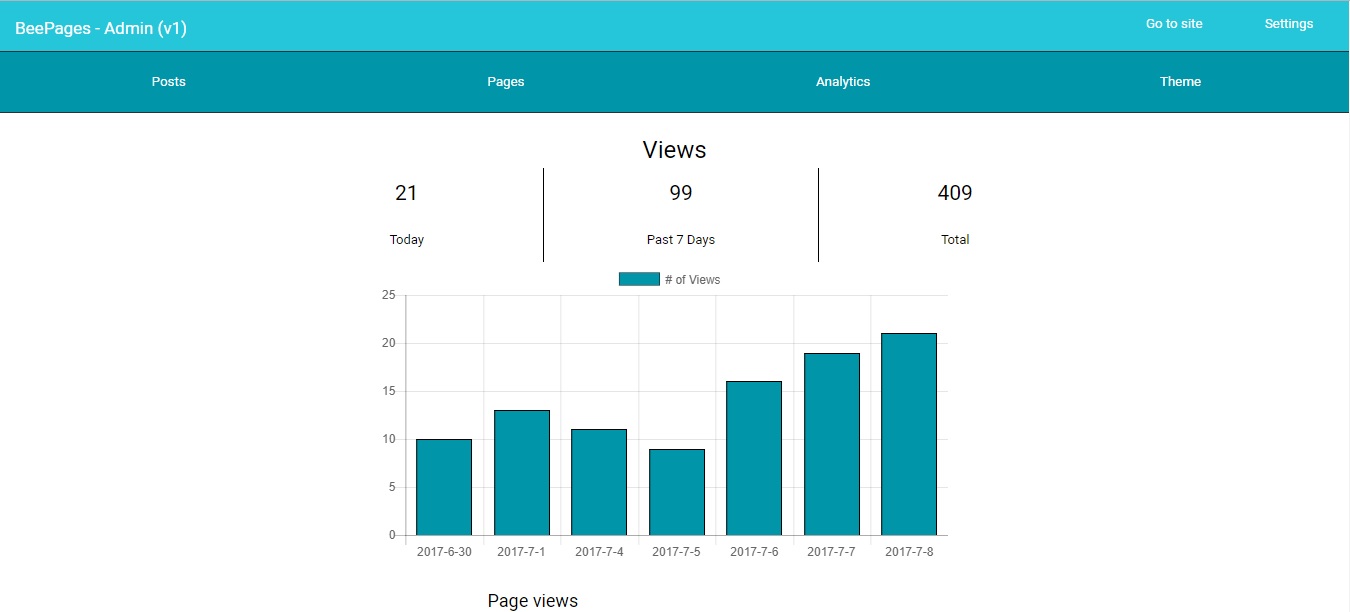 BeePages - Admin (v1)
Go to site
Settings
Posts
Pages
Analytics
Theme
Views
21
99
409
Today
Past 7 Days
Total
# of Views
25
20
15
10
5
0
2017-6-30
2017-7-1
2017-7-4
2017-7-5
2017-7-6
2017-7-7
2017-7-8
Page views